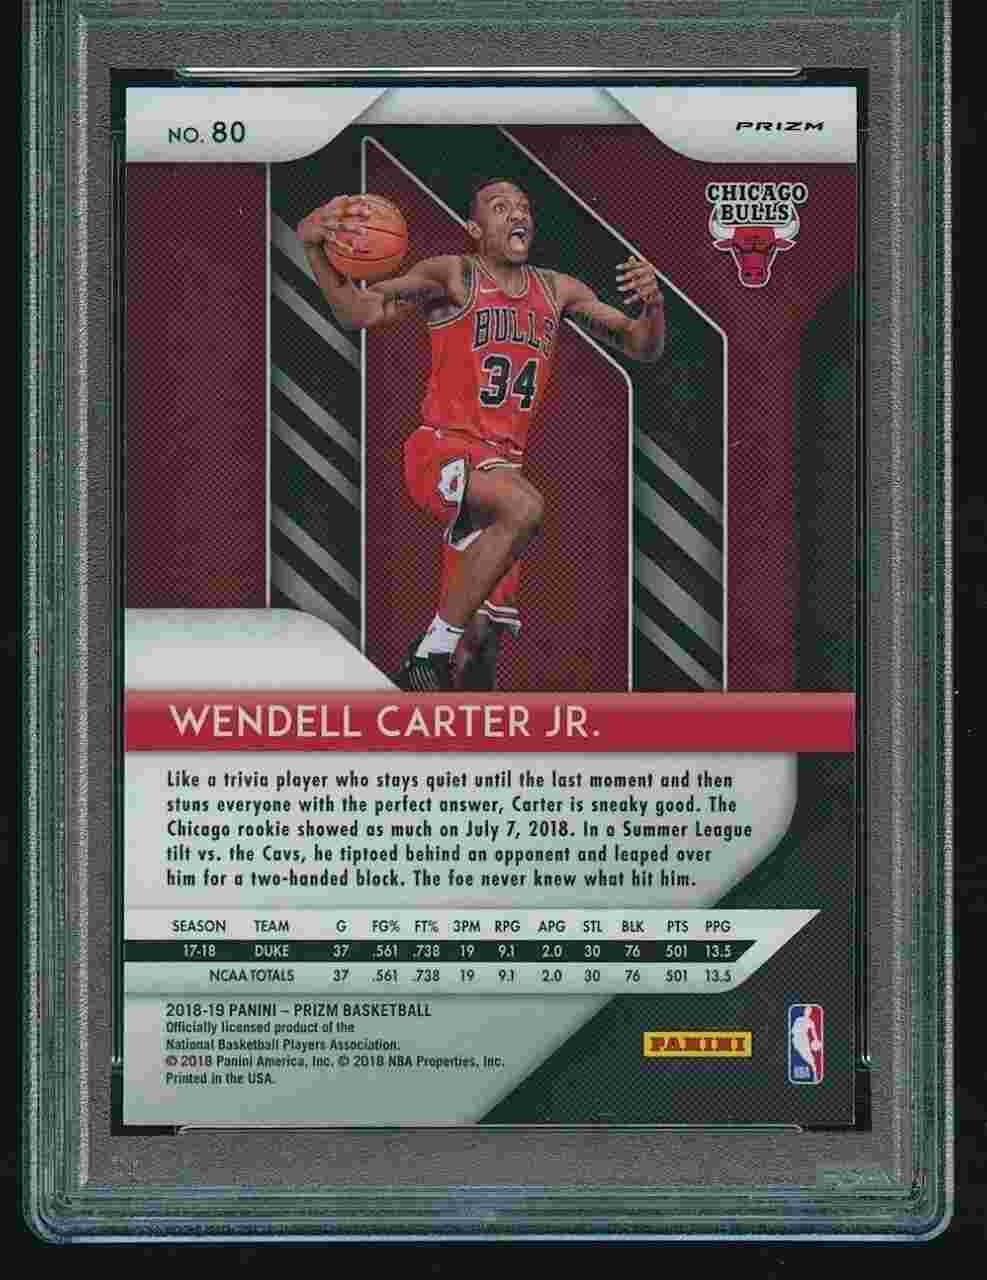 NO. 80
PRIZM
CHICAGO
BULLS
BULLS
34
WENDELL CARTER JR.
Like a trivia player who stays quiet until the last moment and then
stuns everyone with the perfect answer, Carter is sneaky good. The
Chicago rookie showed as much on July 7, 2018. In a Summer League
tilt vs. the Cavs, he tiptoed behind an opponent and leaped over
him for a two-handed block. The foe never knew what hit him.
SEASON TEAM G FG% FT% 3PM RPG APG STL BLK PTS PPG
17-18 DUKE 37 .561 .738 19 9.1 2.0 30 76 501 13.5
NCAA TOTALS 37 .561 .738 19 9.1 2.0 30 76 501 13.5
2018-19 PANINI – PRIZM BASKETBALL
Officially licensed product of the
National Basketball Players Association.
© 2018 Panini America, Inc. © 2018 NBA Properties, Inc.
Printed in the USA.
PANINI
NBA